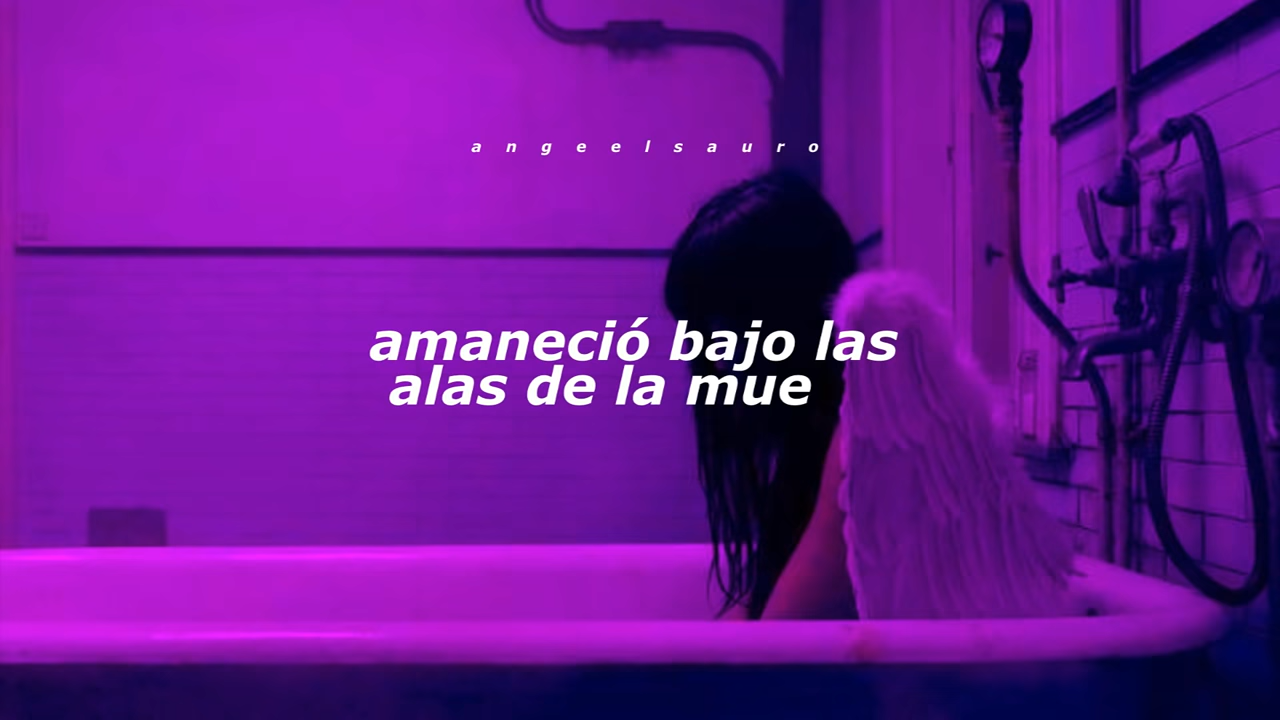 a n g e e l s a u r o
amaneció bajo las
alas de la mue